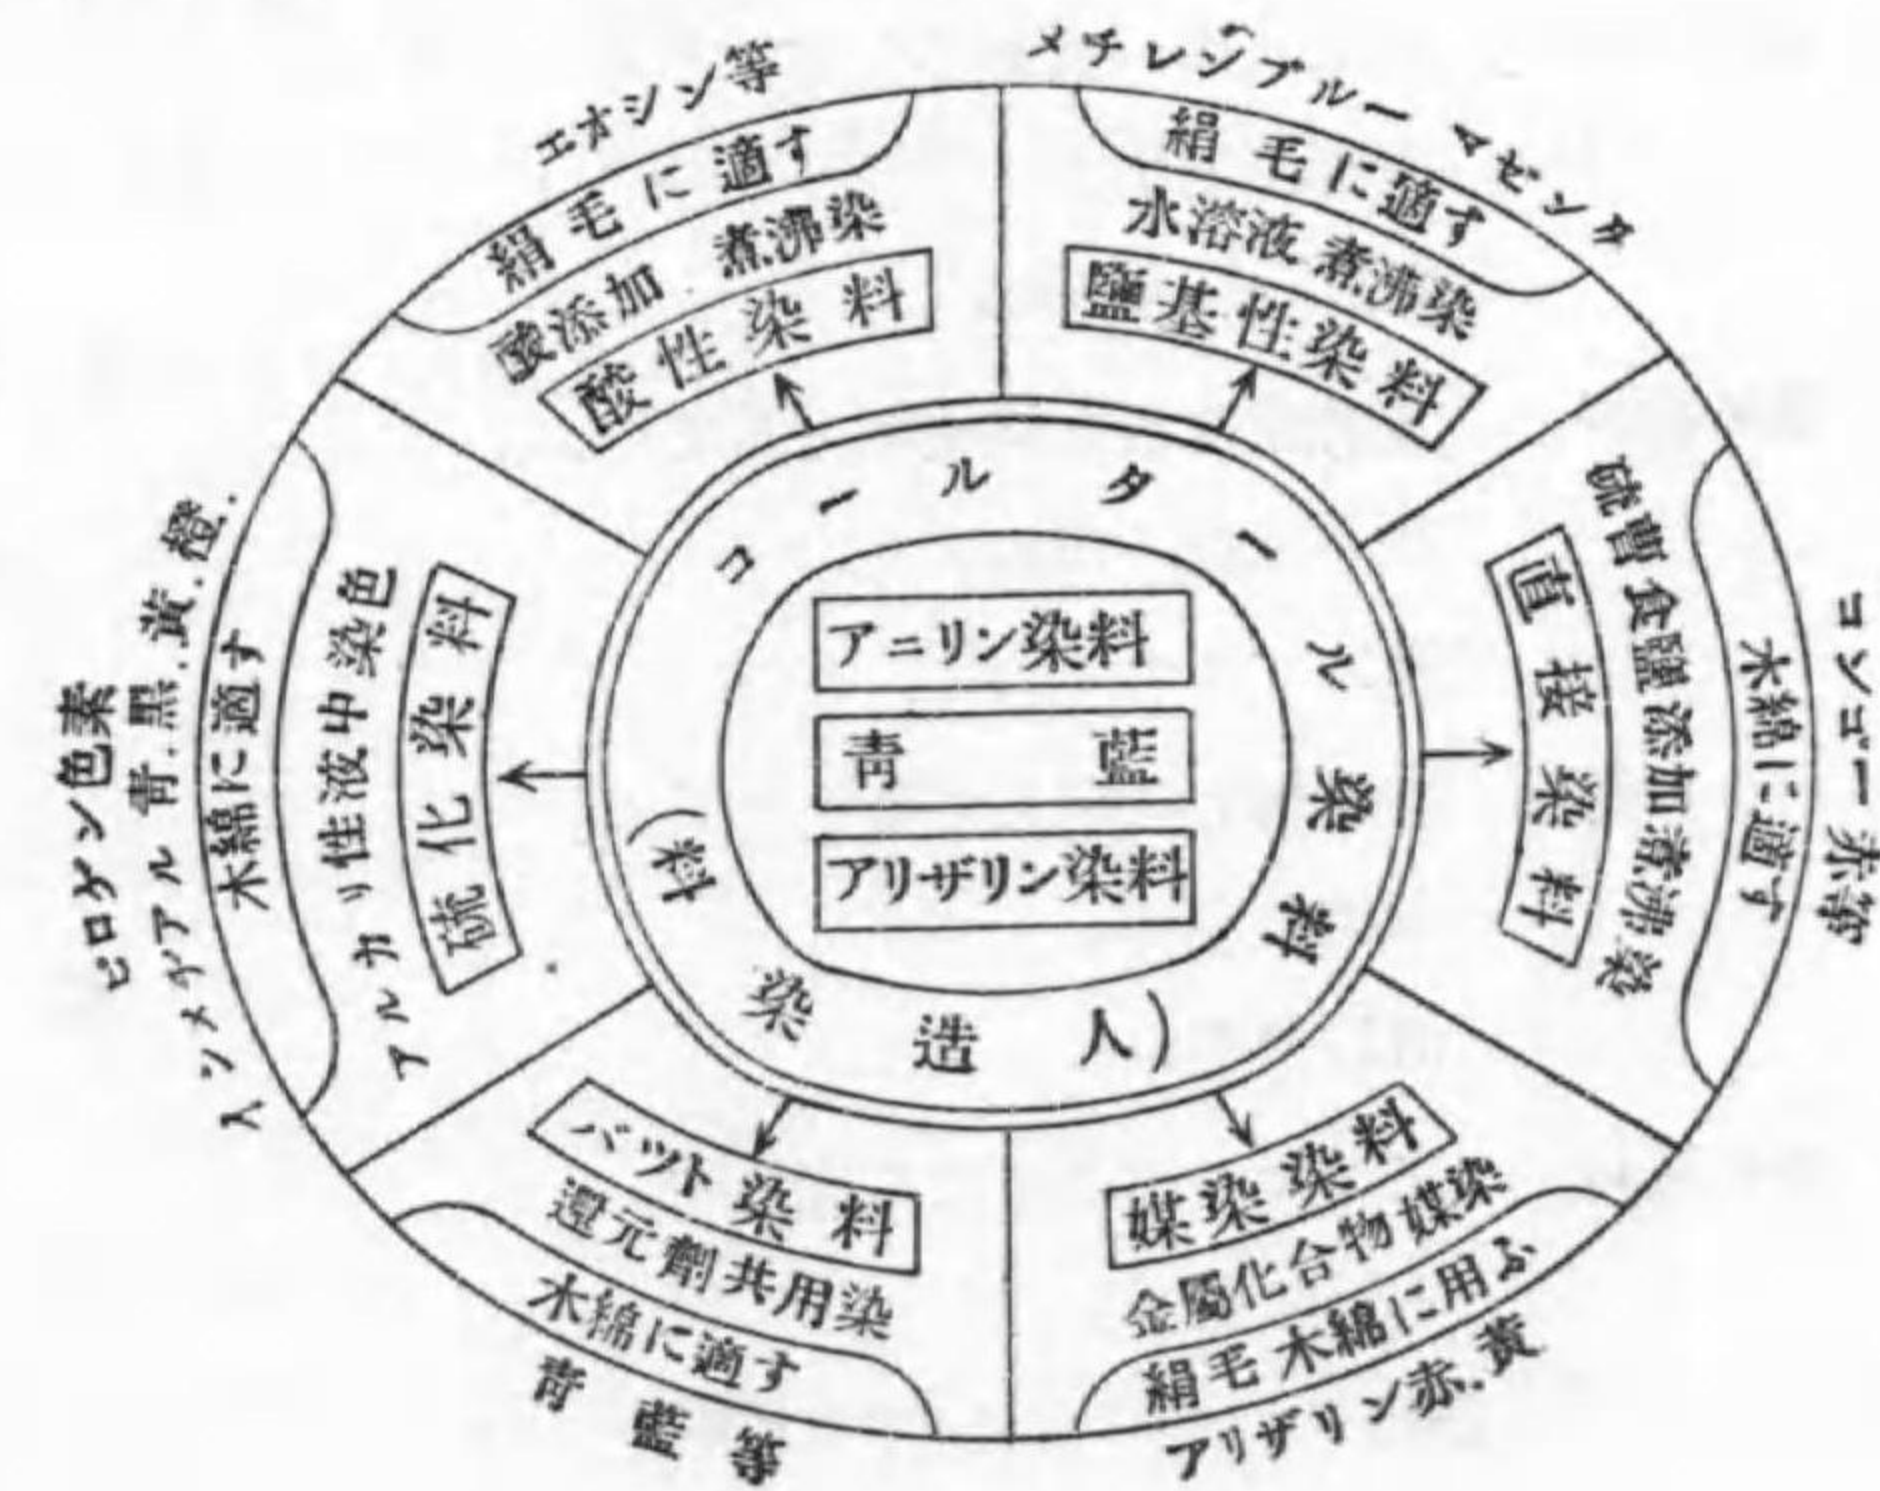 コールタール染料
(人造染料)
アニリン染料
青藍
アリザリン染料
メチレンブルー マゼンタ
絹毛に適す
水溶液煮沸染
鹽基性染料
コンゴー赤等
木綿に適す
硫曹食鹽添加煮沸染
直接染料
媒染染料
金屬化合物媒染
絹毛木綿に用ふ
アリザリン赤.黄
バツト染料
還元劑共用染
木綿に適す
青藍等
ピロゲン色素
インメヂアル 青.黒.黄.橙.
木綿に適す
アルカリ性液中染色
硫化染料
エオシン等
絹毛に適す
酸添加 煮沸染
酸性染料